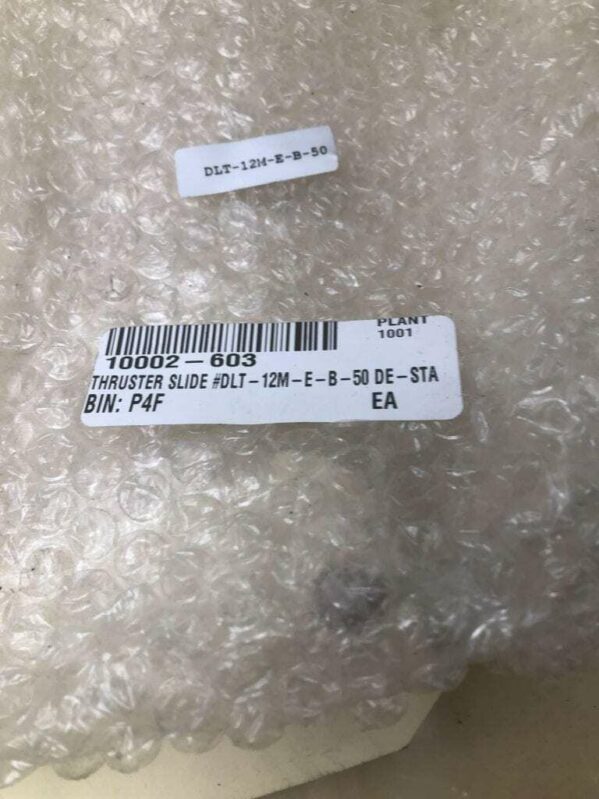 DLT-12M-E-B-50
PLANT
1001
10002-603
THRUSTER SLIDE #DLT-12M-E-B-50 DE-STA
BIN: P4F EA